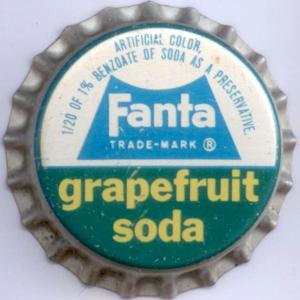 ARTIFICIAL COLOR,
1/20 OF 1% BENZOATE OF SODA AS A PRESERVATIVE.
Fanta
TRADE-MARK ®
grapefruit
soda